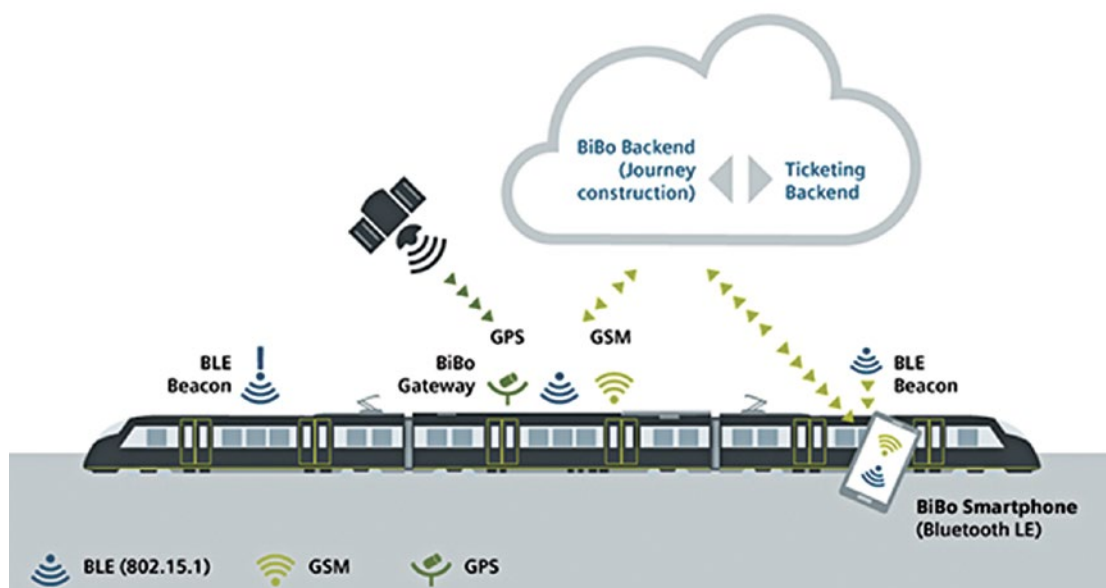 BiBo Backend
(Journey
construction)
Ticketing
Backend
GPS
GSM
BLE
Beacon
BiBo
Gateway
BLE
Beacon
BiBo Smartphone
(Bluetooth LE)
BLE (802.15.1)
GSM
GPS